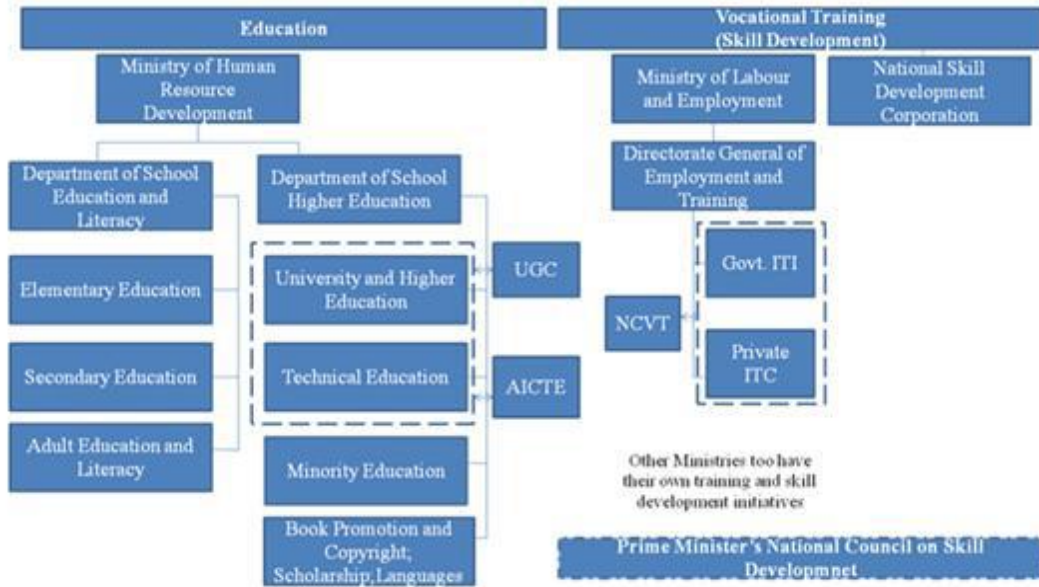 Education
Ministry of Human
Resource
Development
Department of School
Education and
Literacy
Elementary Education
Secondary Education
Adult Education and
Literacy
Department of School
Higher Education
University and Higher
Education
Technical Education
Minority Education
Book Promotion and
Copyright;
Scholarship,Languages
UGC
AICTE
Vocational Training
(Skill Development)
Ministry of Labour
and Employment
National Skill
Development
Corporation
Directorate General of
Employment and
Training
Govt. ITI
NCVT
Private
ITC
Other Ministries too have
their own training and skill
development initiatives
Prime Minister's National Council on Skill
Developmnet